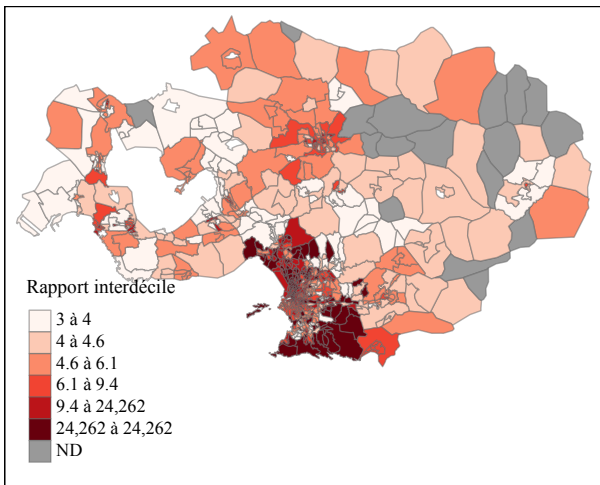 Rapport interdécile
3 à 4
4 à 4.6
4.6 à 6.1
6.1 à 9.4
9.4 à 24,262
24,262 à 24,262
ND